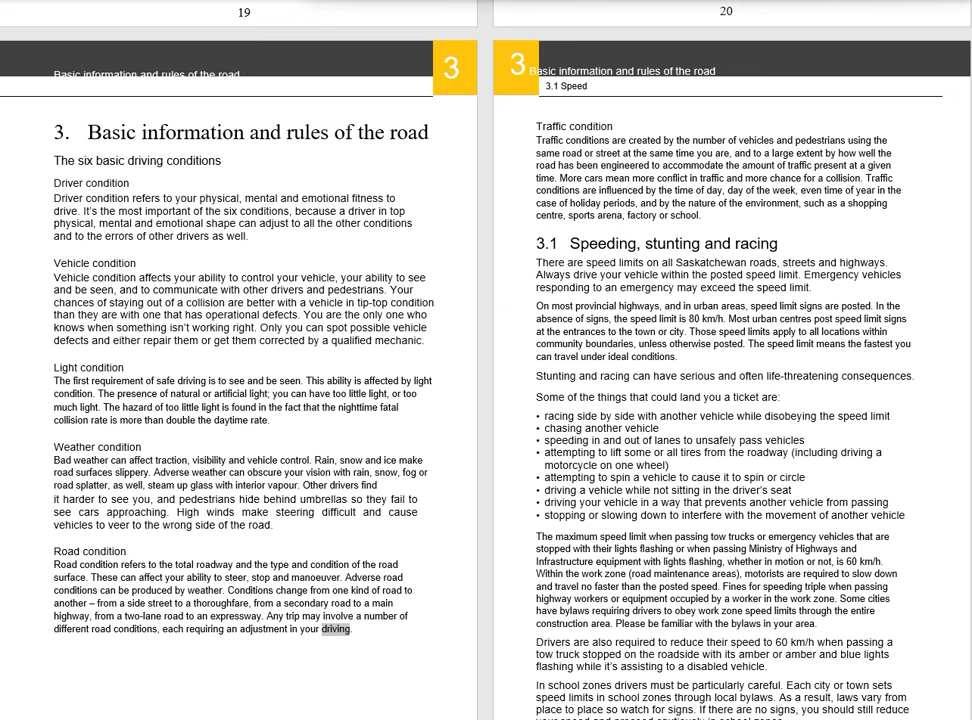 19
Basic information and rules of the road
3
3. Basic information and rules of the road
The six basic driving conditions
Driver condition
Driver condition refers to your physical, mental and emotional fitness to
drive. It's the most important of the six conditions, because a driver in top
physical, mental and emotional shape can adjust to all the other conditions
and to the errors of other drivers as well.
Vehicle condition
Vehicle condition affects your ability to control your vehicle, your ability to see
and be seen, and to communicate with other drivers and pedestrians. Your
chances of staying out of a collision are better with a vehicle in tip-top condition
than they are with one that has operational defects. You are the only one who
knows when something isn't working right. Only you can spot possible vehicle
defects and either repair them or get them corrected by a qualified mechanic.
Light condition
The first requirement of safe driving is to see and be seen. This ability is affected by light
condition. The presence of natural or artificial light; you can have too little light, or too
much light. The hazard of too little light is found in the fact that the nighttime fatal
collision rate is more than double the daytime rate.
Weather condition
Bad weather can affect traction, visibility and vehicle control. Rain, snow and ice make
road surfaces slippery. Adverse weather can obscure your vision with rain, snow, fog or
road splatter, as well, steam up glass with interior vapour. Other drivers find
it harder to see you, and pedestrians hide behind umbrellas so they fail to
see cars approaching. High winds make steering difficult and cause
vehicles to veer to the wrong side of the road.
Road condition
Road condition refers to the total roadway and the type and condition of the road
surface. These can affect your ability to steer, stop and manoeuver. Adverse road
conditions can be produced by weather. Conditions change from one kind of road to
another – from a side street to a thoroughfare, from a secondary road to a main
highway, from a two-lane road to an expressway. Any trip may involve a number of
different road conditions, each requiring an adjustment in your driving.
20
3 Basic information and rules of the road
3.1 Speed
Traffic condition
Traffic conditions are created by the number of vehicles and pedestrians using the
same road or street at the same time you are, and to a large extent by how well the
road has been engineered to accommodate the amount of traffic present at a given
time. More cars mean more conflict in traffic and more chance for a collision. Traffic
conditions are influenced by the time of day, day of the week, even time of year in the
case of holiday periods, and by the nature of the environment, such as a shopping
centre, sports arena, factory or school.
3.1 Speeding, stunting and racing
There are speed limits on all Saskatchewan roads, streets and highways.
Always drive your vehicle within the posted speed limit. Emergency vehicles
responding to an emergency may exceed the speed limit.
On most provincial highways, and in urban areas, speed limit signs are posted. In the
absence of signs, the speed limit is 80 km/h. Most urban centres post speed limit signs
at the entrances to the town or city. Those speed limits apply to all locations within
community boundaries, unless otherwise posted. The speed limit means the fastest you
can travel under ideal conditions.
Stunting and racing can have serious and often life-threatening consequences.
Some of the things that could land you a ticket are:
• racing side by side with another vehicle while disobeying the speed limit
• chasing another vehicle
• speeding in and out of lanes to unsafely pass vehicles
• attempting to lift some or all tires from the roadway (including driving a
motorcycle on one wheel)
• attempting to spin a vehicle to cause it to spin or circle
• driving a vehicle while not sitting in the driver's seat
• driving your vehicle in a way that prevents another vehicle from passing
• stopping or slowing down to interfere with the movement of another vehicle
The maximum speed limit when passing tow trucks or emergency vehicles that are
stopped with their lights flashing or when passing Ministry of Highways and
Infrastructure equipment with lights flashing, whether in motion or not, is 60 km/h.
Within the work zone (road maintenance areas), motorists are required to slow down
and travel no faster than the posted speed. Fines for speeding triple when passing
highway workers or equipment occupied by a worker in the work zone. Some cities
have bylaws requiring drivers to obey work zone speed limits through the entire
construction area. Please be familiar with the bylaws in your area.
Drivers are also required to reduce their speed to 60 km/h when passing a
tow truck stopped on the roadside with its amber or amber and blue lights
flashing while it's assisting to a disabled vehicle.
In school zones drivers must be particularly careful. Each city or town sets
speed limits in school zones through local bylaws. As a result, laws vary from
place to place so watch for signs. If there are no signs, you should still reduce
your speed and proceed cautiously in school zones.